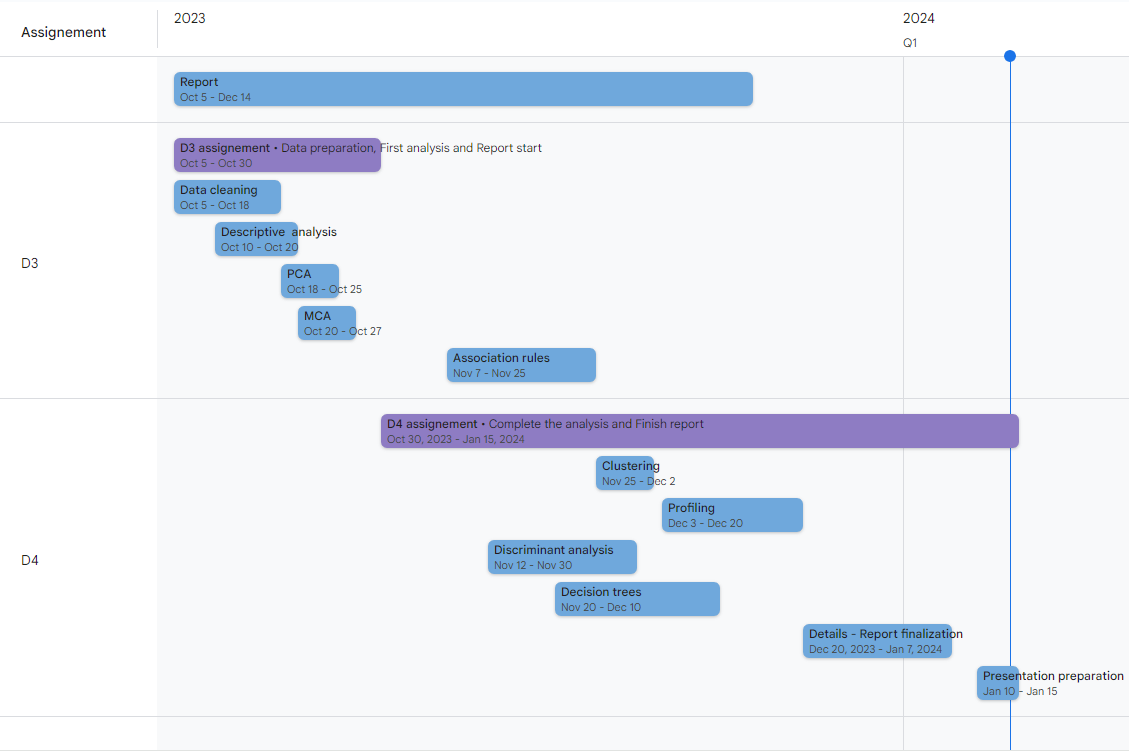 2023
2024
Assignement
Q1
Report
Oct 5 - Dec 14
D3 assignement • Data preparation, First analysis and Report start
Oct 5 - Oct 30
Data cleaning
Oct 5 - Oct 18
Descriptive analysis
Oct 10 - Oct 20
D3
PCA
Oct 18 - Oct 25
MCA
Oct 20 - Oct 27
Association rules
Nov 7 - Nov 25
D4 assignement • Complete the analysis and Finish report
Oct 30, 2023 - Jan 15, 2024
Clustering
Nov 25 - Dec 2
Profiling
Dec 3 - Dec 20
D4
Discriminant analysis
Nov 12 - Nov 30
Decision trees
Nov 20 - Dec 10
Details - Report finalization
Dec 20, 2023 - Jan 7, 2024
Presentation preparation
Jan 10 - Jan 15